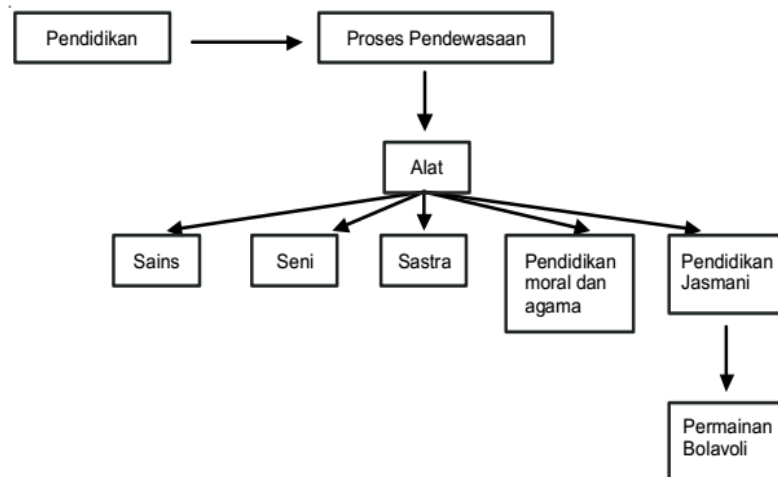 Pendidikan
Proses Pendewasaan
Alat
Sains
Seni
Sastra
Pendidikan
moral dan
agama
Pendidikan
Jasmani
Permainan
Bolavoli